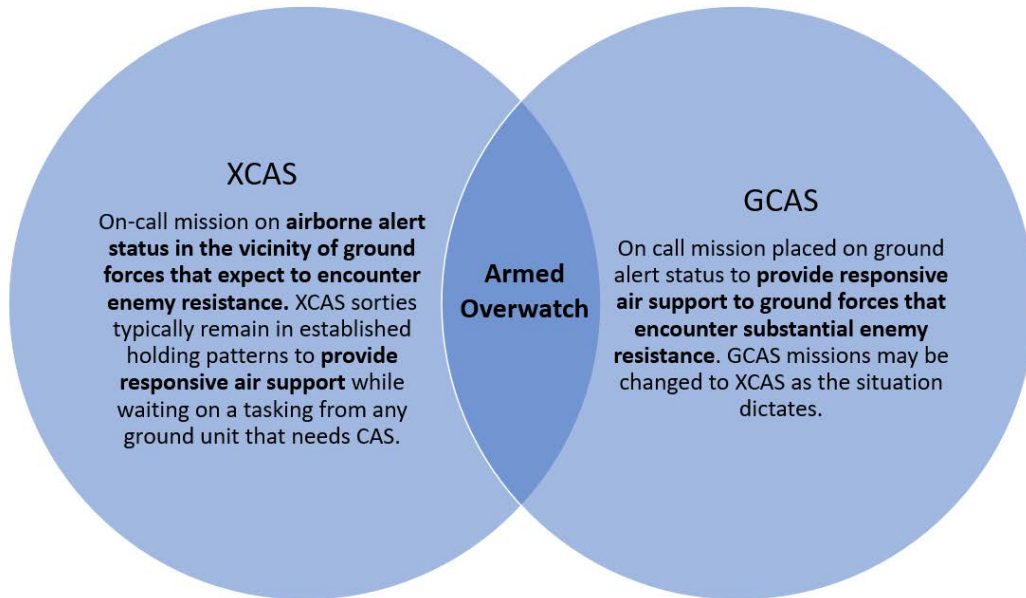 XCAS
On-call mission on airborne alert
status in the vicinity of ground
forces that expect to encounter
enemy resistance. XCAS sorties
typically remain in established
holding patterns to provide
responsive air support while
waiting on a tasking from any
ground unit that needs CAS.
Armed
Overwatch
GCAS
On call mission placed on ground
alert status to provide responsive
air support to ground forces that
encounter substantial enemy
resistance. GCAS missions may be
changed to XCAS as the situation
dictates.